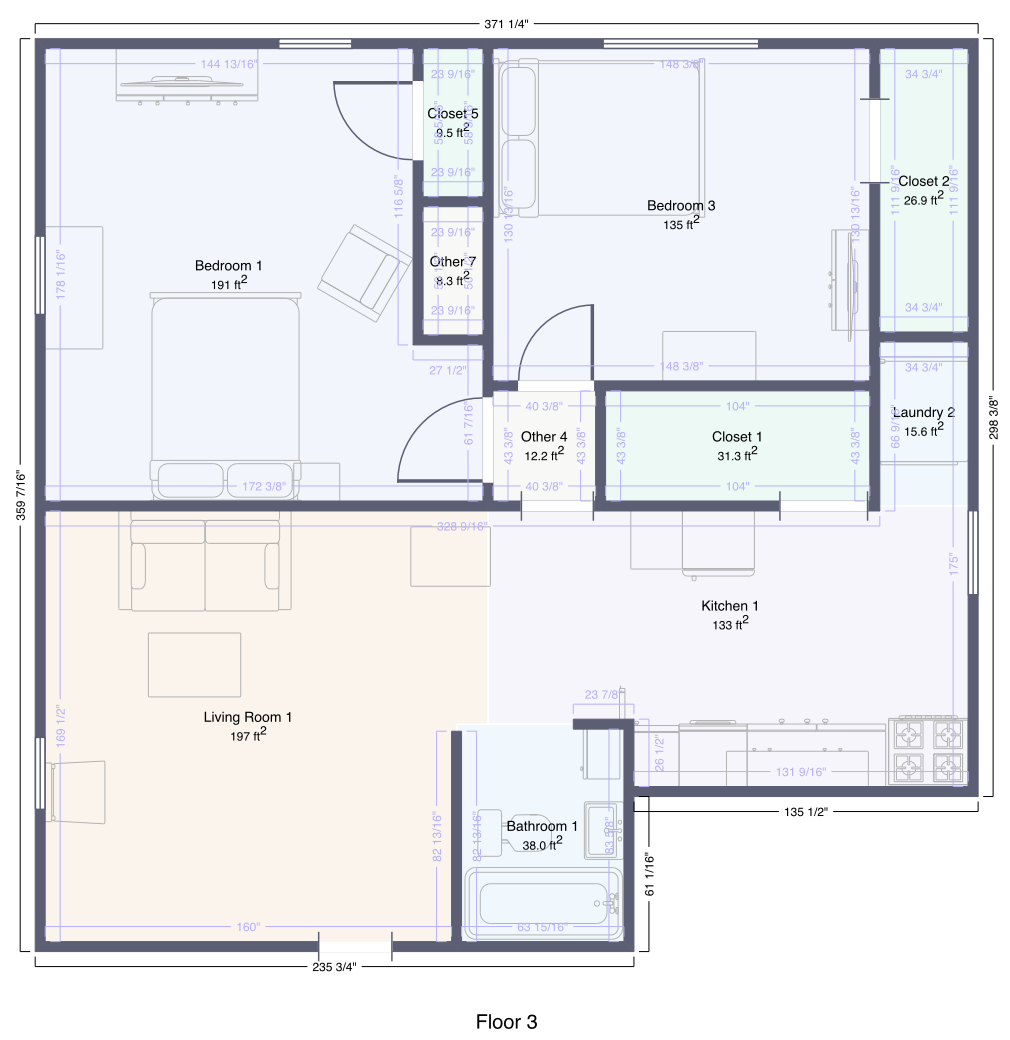 371 1/4"
144 13/16"
23 9/16"
148 3/8"
34 3/4"
Closet 5
9.5 ft2
58 5/16"
116 5/8"
23 9/16"
Closet 2
26.9 ft2
111 9/16"
111 9/16"
Bedroom 3
135 ft2
130 13/16"
130 13/16"
23 9/16"
Other 7
8.3 ft2
23 9/16"
Bedroom 1
191 ft2
178 1/16"
34 3/4"
148 3/8"
27 1/2"
34 3/4"
Laundry 2
15.6 ft2
66 9/16"
298 3/8"
61 7/16"
40 3/8"
Other 4
12.2 ft2
43 3/8"
43 3/8"
40 3/8"
104"
Closet 1
31.3 ft2
43 3/8"
43 3/8"
104"
172 3/8"
359 7/16"
328 9/16"
175"
Kitchen 1
133 ft2
23 7/8"
26 1/2"
131 9/16"
135 1/2"
Living Room 1
197 ft2
169 1/2"
82 13/16"
82 13/16"
Bathroom 1
38.0 ft2
83 5/8"
61 1/16"
160"
63 15/16"
235 3/4"
Floor 3